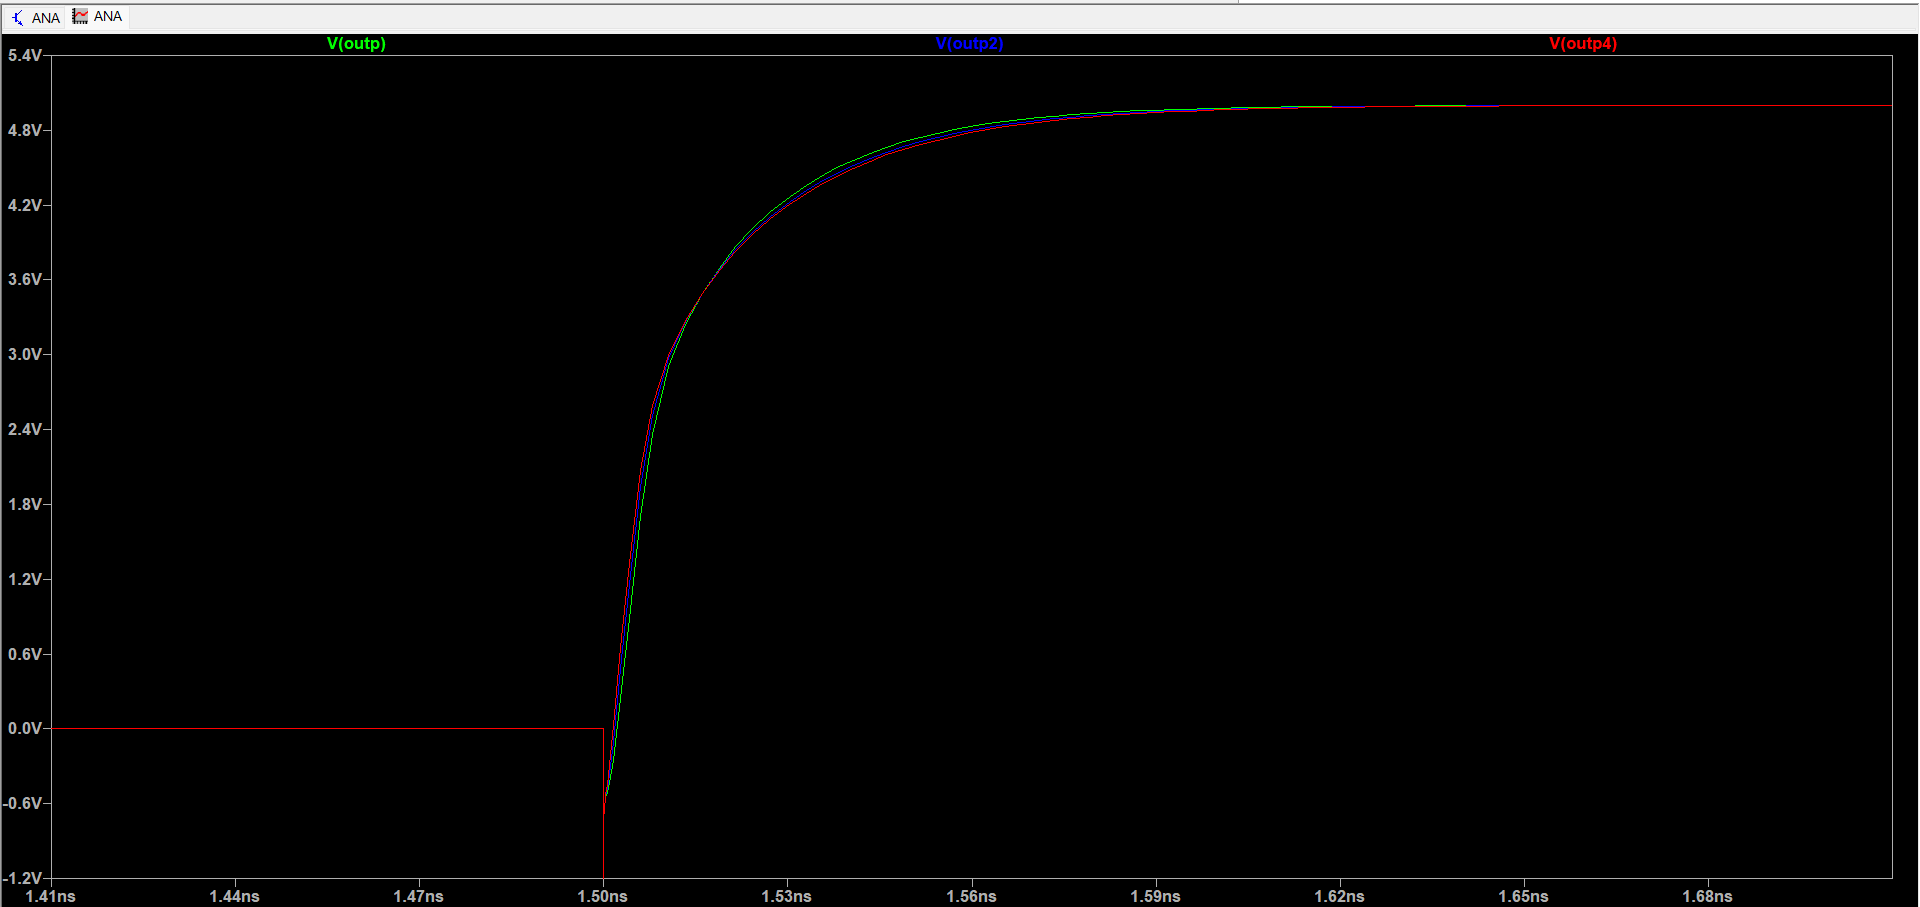 ANA ANA
V(outp) V(outp2) V(outp4)
5.4V
4.8V
4.2V
3.6V
3.0V
2.4V
1.8V
1.2V
0.6V
0.0V
-0.6V
-1.2V
1.41ns 1.44ns 1.47ns 1.50ns 1.53ns 1.56ns 1.59ns 1.62ns 1.65ns 1.68ns